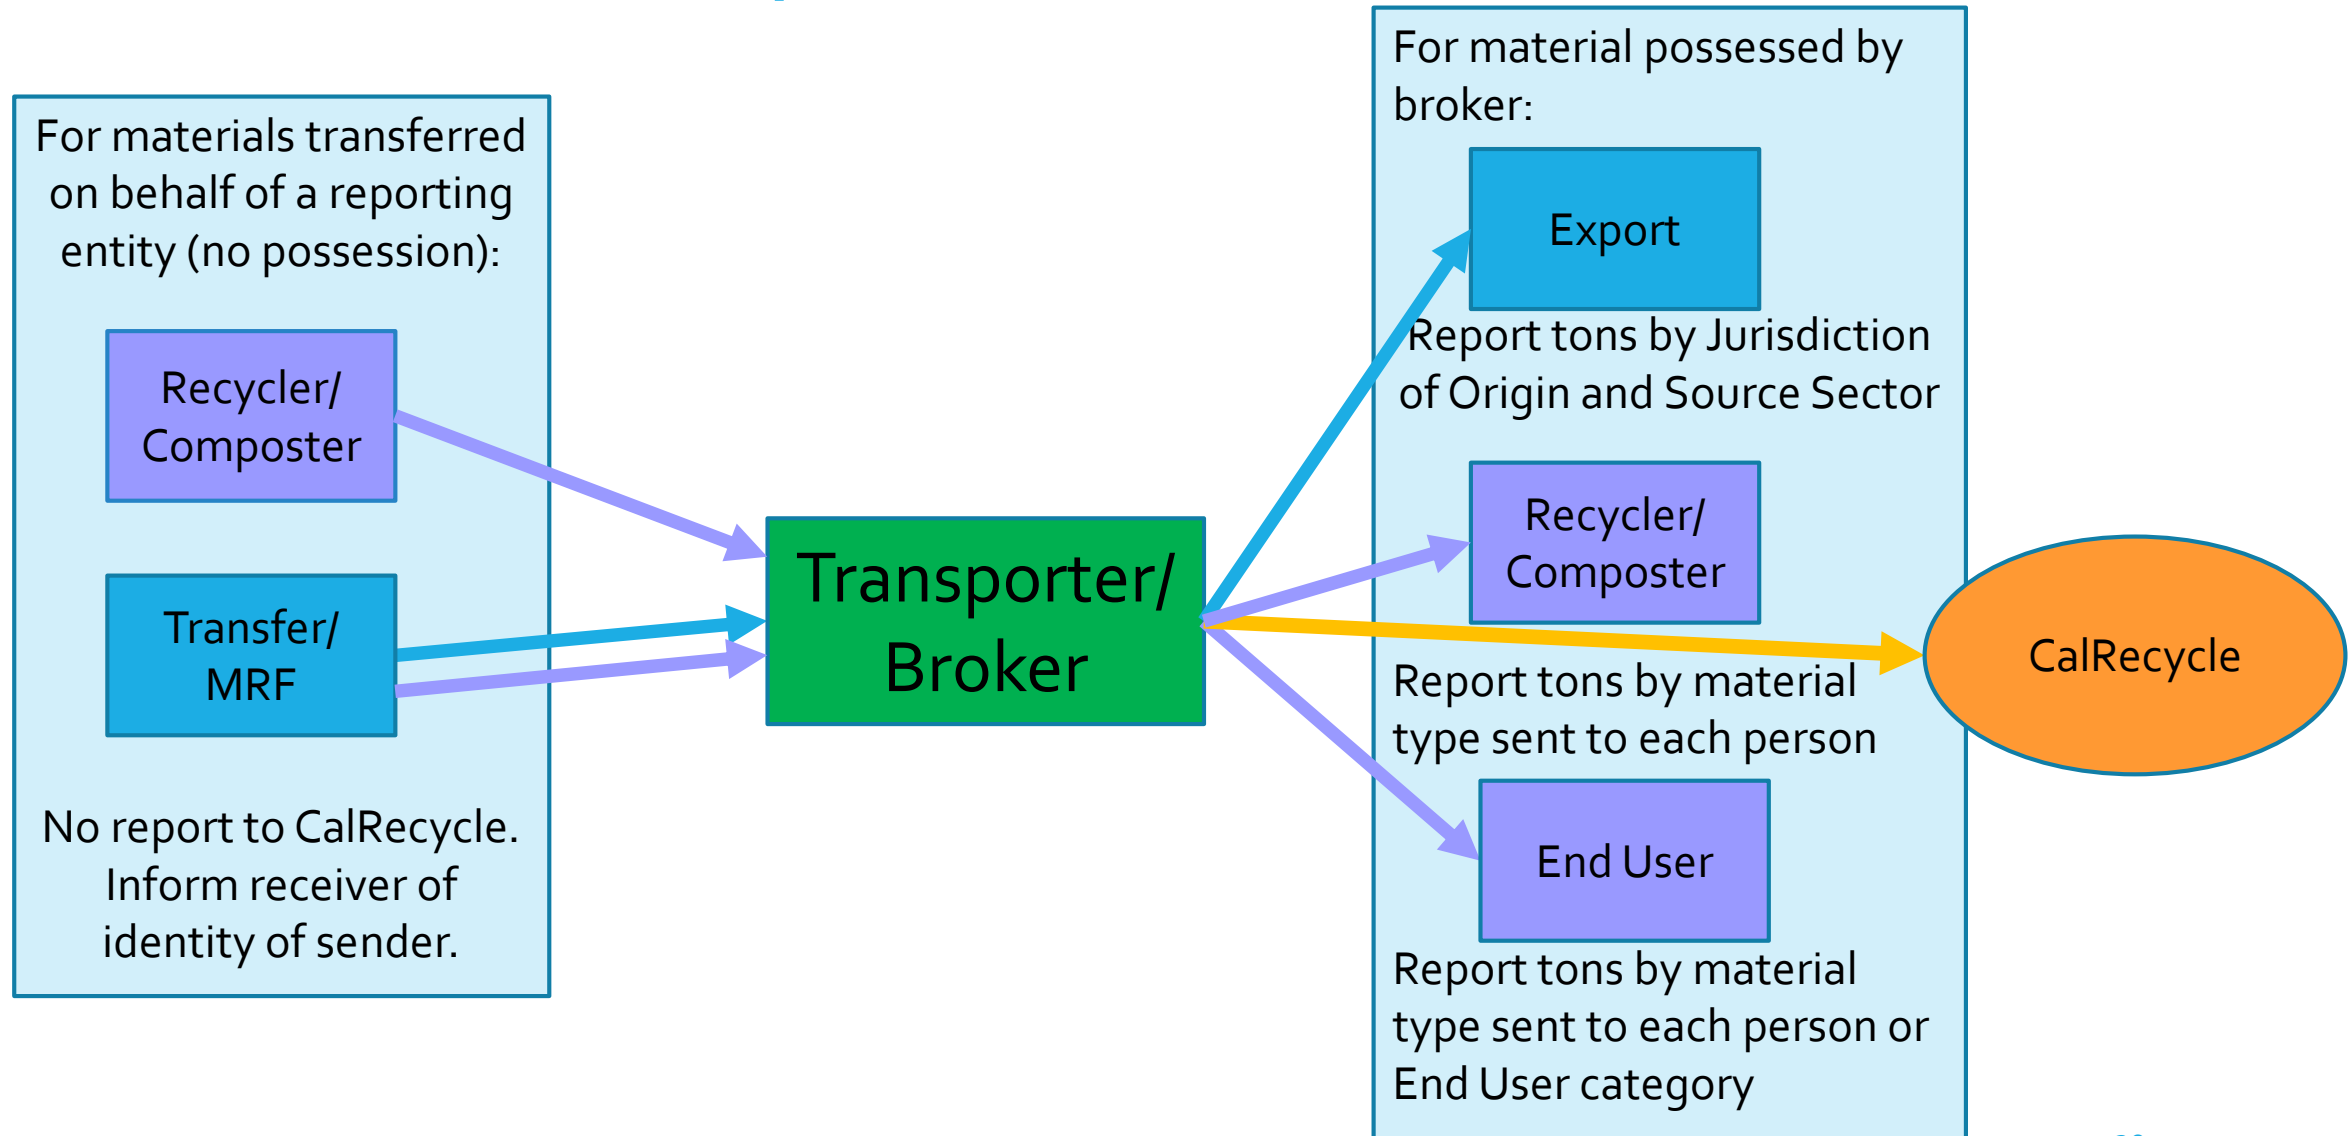 For materials transferred
on behalf of a reporting
entity (no possession):
Recycler/
Composter
Transfer/
MRF
No report to CalRecycle.
Inform receiver of
identity of sender.
Transporter/
Broker
For material possessed by
broker:
Export
Report tons by Jurisdiction
of Origin and Source Sector
Recycler/
Composter
Report tons by material
type sent to each person
End User
Report tons by material
type sent to each person or
End User category
CalRecycle